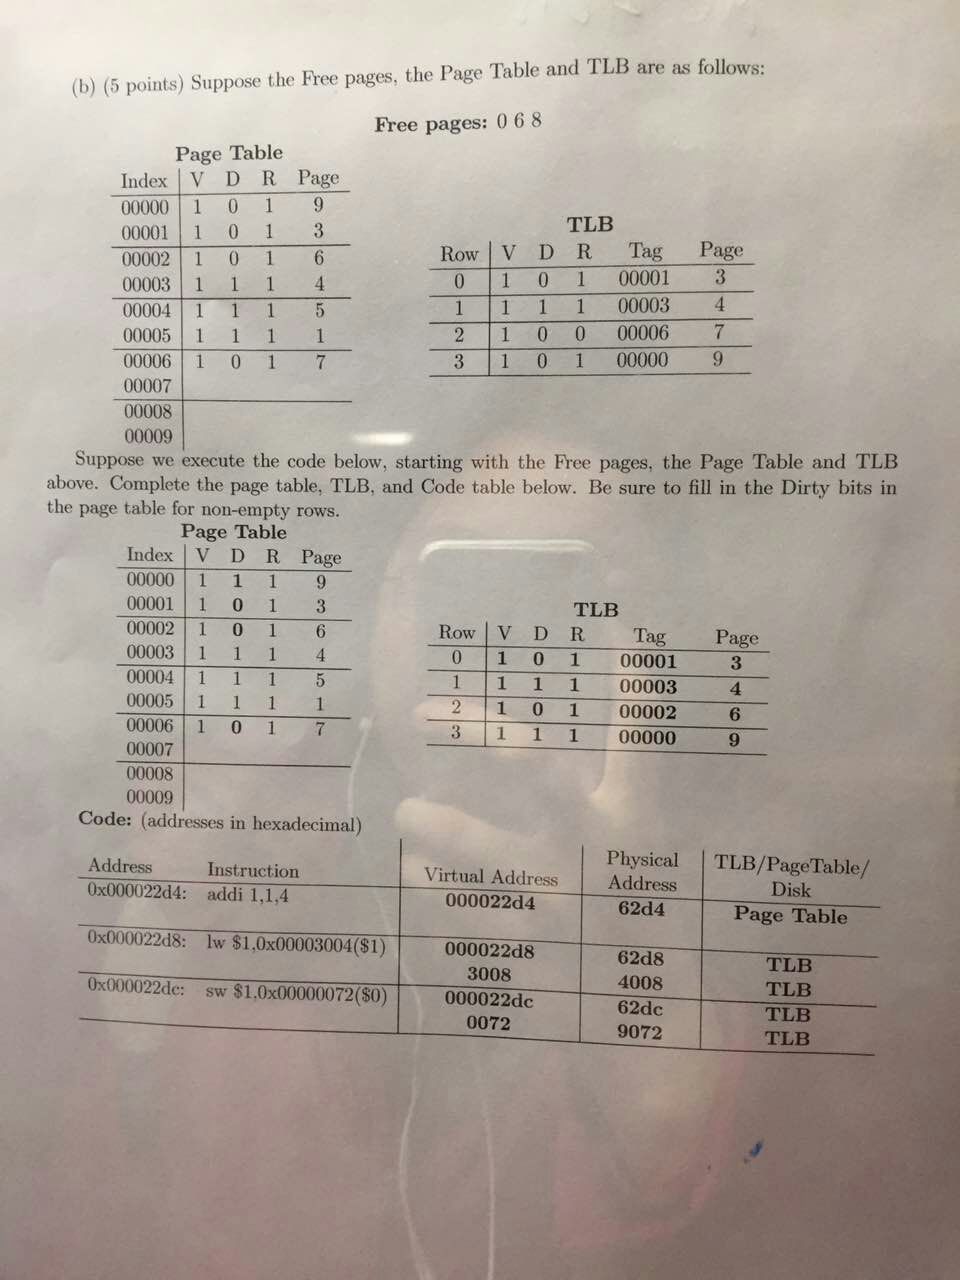 (b) (5 points) Suppose the Free pages, the Page Table and TLB are as follows:
Free pages: 0 6 8
Page Table
Index V D R Page
00000 1 0 1 9
00001 1 0 1 3
00002 1 0 1 6
00003 1 1 1 4
00004 1 1 1 5
00005 1 1 1 1
00006 1 0 1 7
00007
00008
00009
TLB
Row V D R Tag Page
0 1 0 1 00001 3
1 1 1 1 00003 4
2 1 0 0 00006 7
3 1 0 1 00000 9
Suppose we execute the code below, starting with the Free pages, the Page Table and TLB
above. Complete the page table, TLB, and Code table below. Be sure to fill in the Dirty bits in
the page table for non-empty rows.
Page Table
Index V D R Page
00000 1 1 1 9
00001 1 0 1 3
00002 1 0 1 6
00003 1 1 1 4
00004 1 1 1 5
00005 1 1 1 1
00006 1 0 1 7
00007
00008
00009
TLB
Row V D R Tag Page
0 1 0 1 00001 3
1 1 1 1 00003 4
2 1 0 1 00002 6
3 1 1 1 00000 9
Code: (addresses in hexadecimal)
Address Instruction Virtual Address Physical Address TLB/PageTable/ Disk
0x000022d4: addi 1,1,4 000022d4 62d4 Page Table
0x000022d8: lw $1,0x00003004($1) 000022d8 62d8 TLB
3008 4008 TLB
0x000022dc: sw $1,0x00000072($0) 000022dc 62dc TLB
0072 9072 TLB